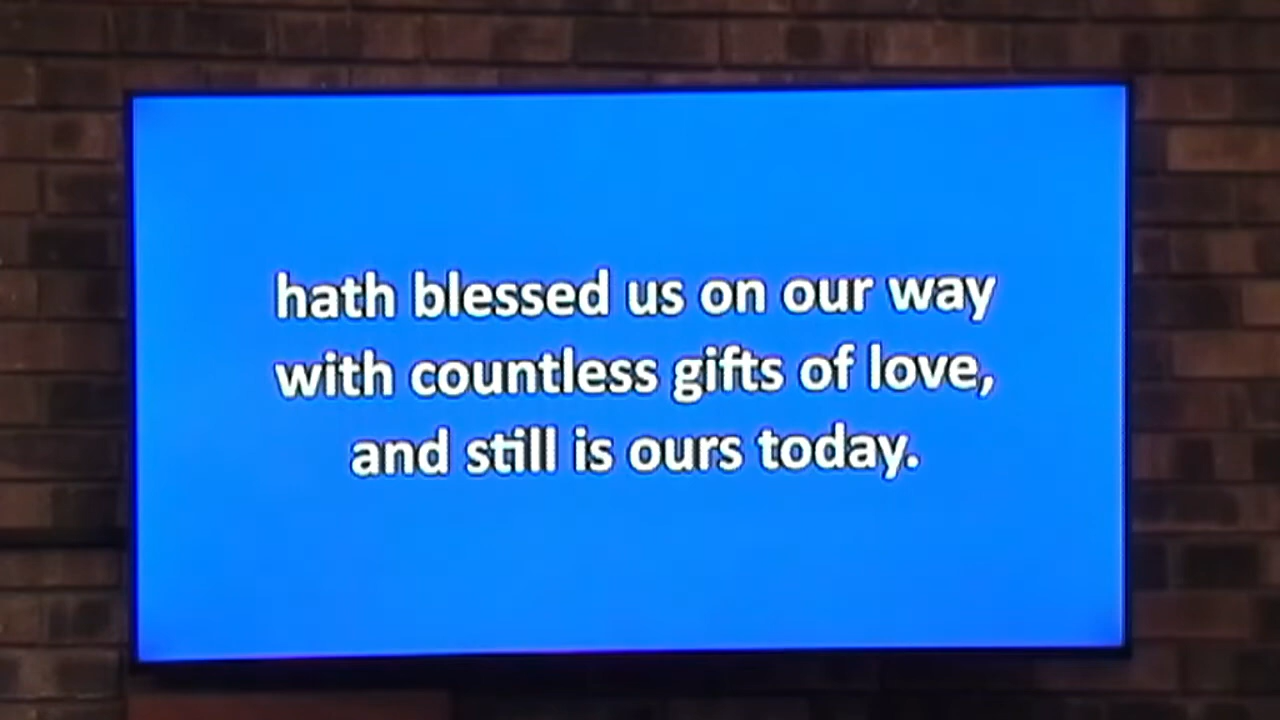 hath blessed us on our way
with countless gifts of love,
and still is ours today.